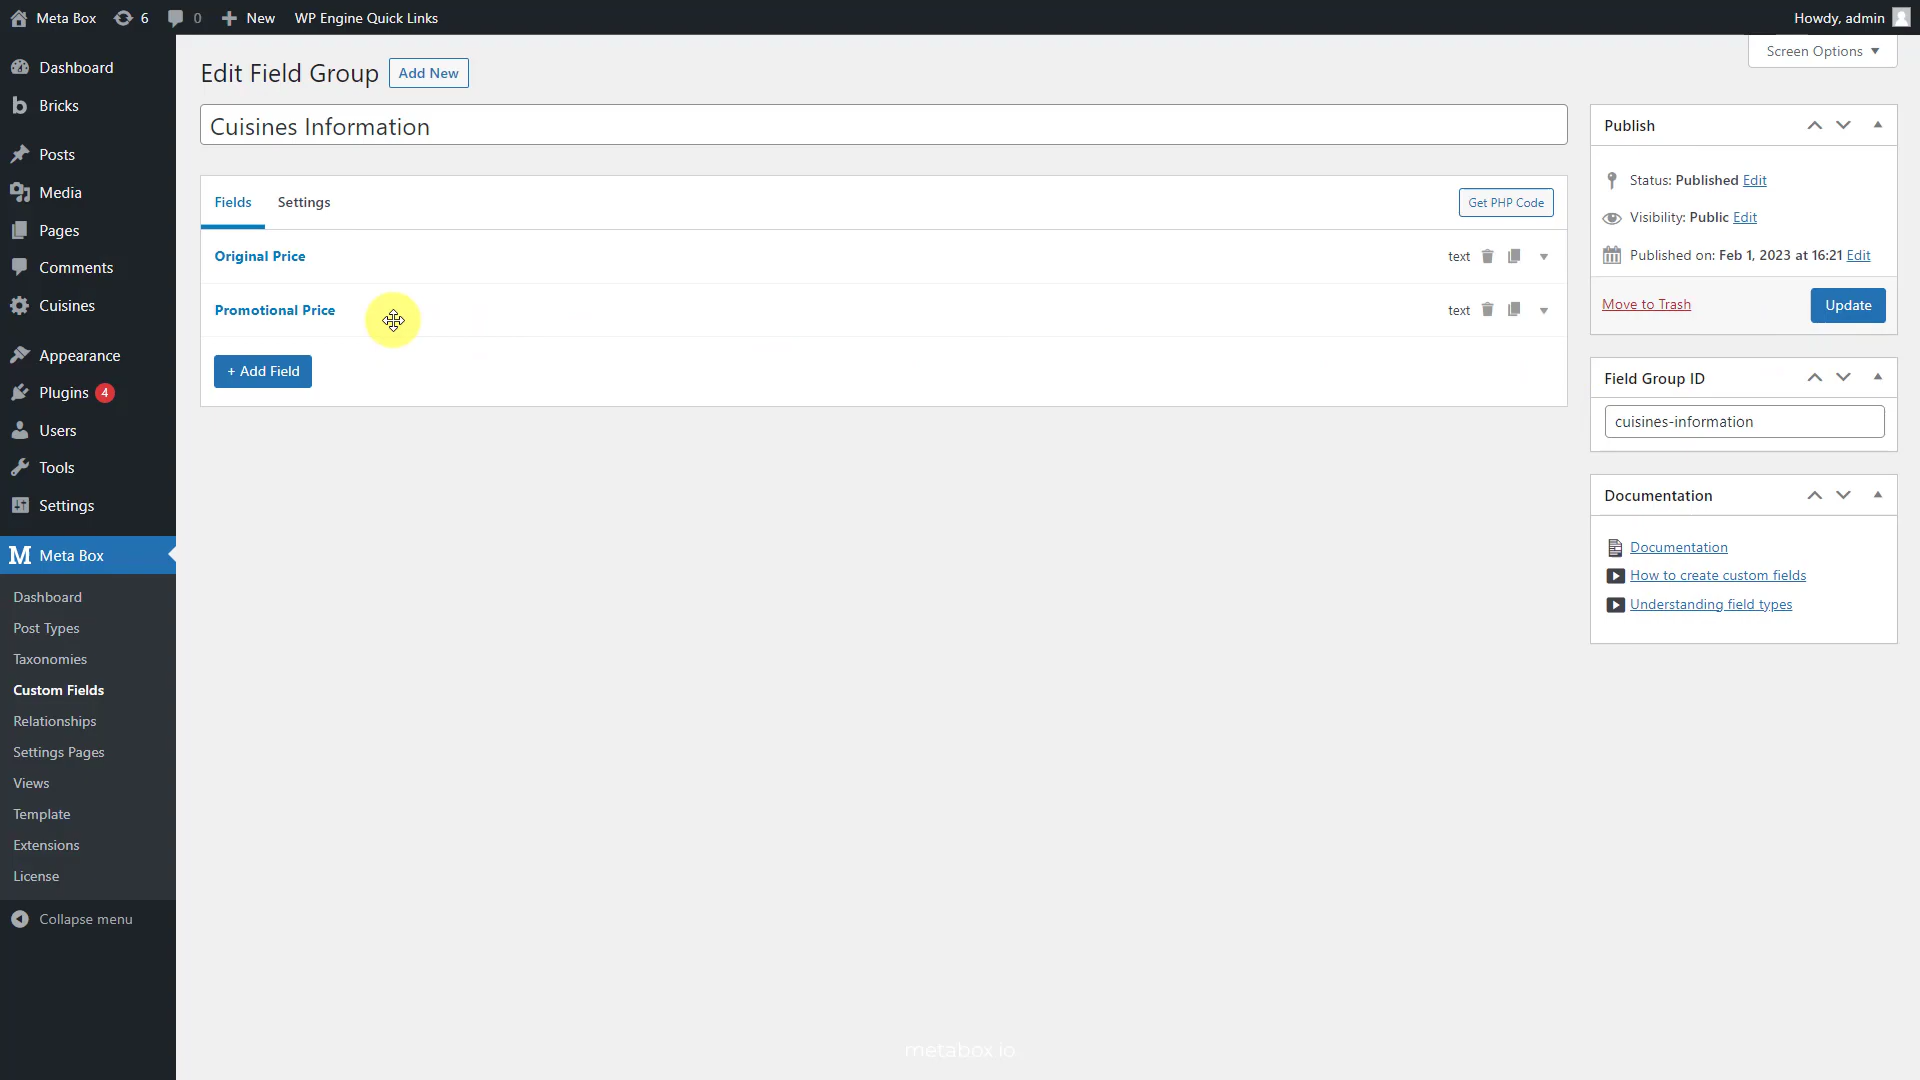 Meta Box
6
0
New
WP Engine Quick Links
Howdy, admin
Screen Options
Dashboard
Bricks
Posts
Media
Pages
Comments
Cuisines
Appearance
Plugins 4
Users
Tools
Settings
M Meta Box
Dashboard
Post Types
Taxonomies
Custom Fields
Relationships
Settings Pages
Views
Template
Extensions
License
Collapse menu
Edit Field Group
Add New
Cuisines Information
Fields
Settings
Get PHP Code
Original Price
text
Promotional Price
text
+ Add Field
Publish
Status: Published Edit
Visibility: Public Edit
Published on: Feb 1, 2023 at 16:21 Edit
Move to Trash
Update
Field Group ID
cuisines-information
Documentation
Documentation
How to create custom fields
Understanding field types
metabox.io